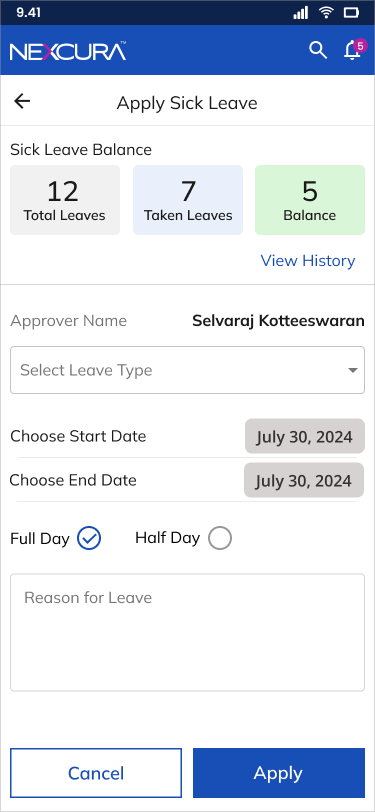 9.41
NEXCURA™
5
Apply Sick Leave
Sick Leave Balance
12
Total Leaves
7
Taken Leaves
5
Balance
View History
Approver Name
Selvaraj Kotteeswaran
Select Leave Type
Choose Start Date
July 30, 2024
Choose End Date
July 30, 2024
Full Day
Half Day
Reason for Leave
Cancel
Apply